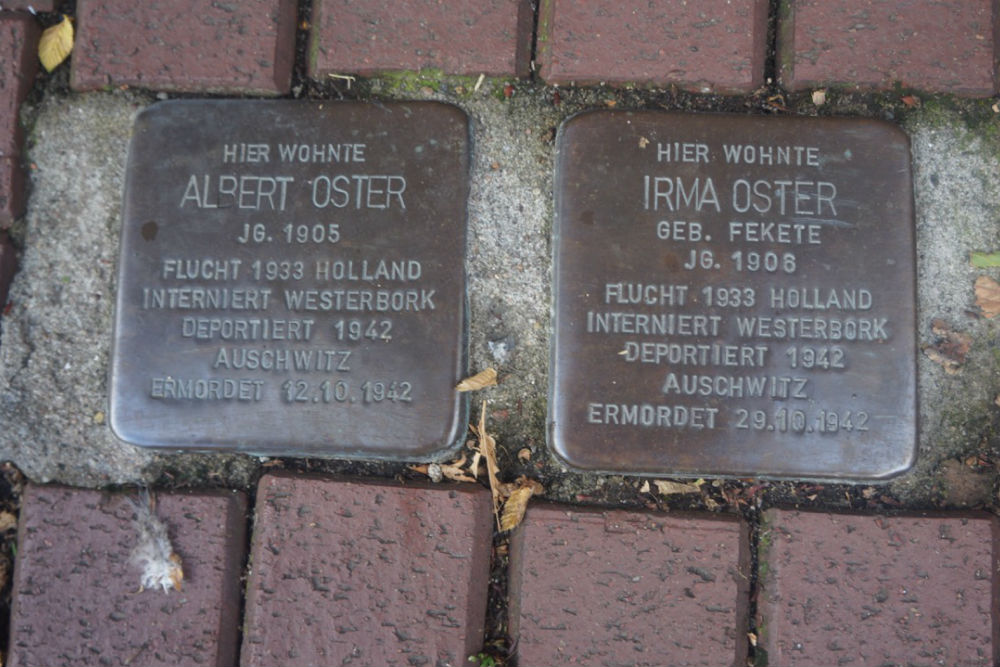 HIER WOHNTE
ALBERT OSTER
JG. 1905
FLUCHT 1933 HOLLAND
INTERNIERT WESTERBORK
DEPORTIERT 1942
AUSCHWITZ
ERMORDET 12.10.1942
HIER WOHNTE
IRMA OSTER
GEB. FEKETE
JG. 1906
FLUCHT 1933 HOLLAND
INTERNIERT WESTERBORK
DEPORTIERT 1942
AUSCHWITZ
ERMORDET 29.10.1942